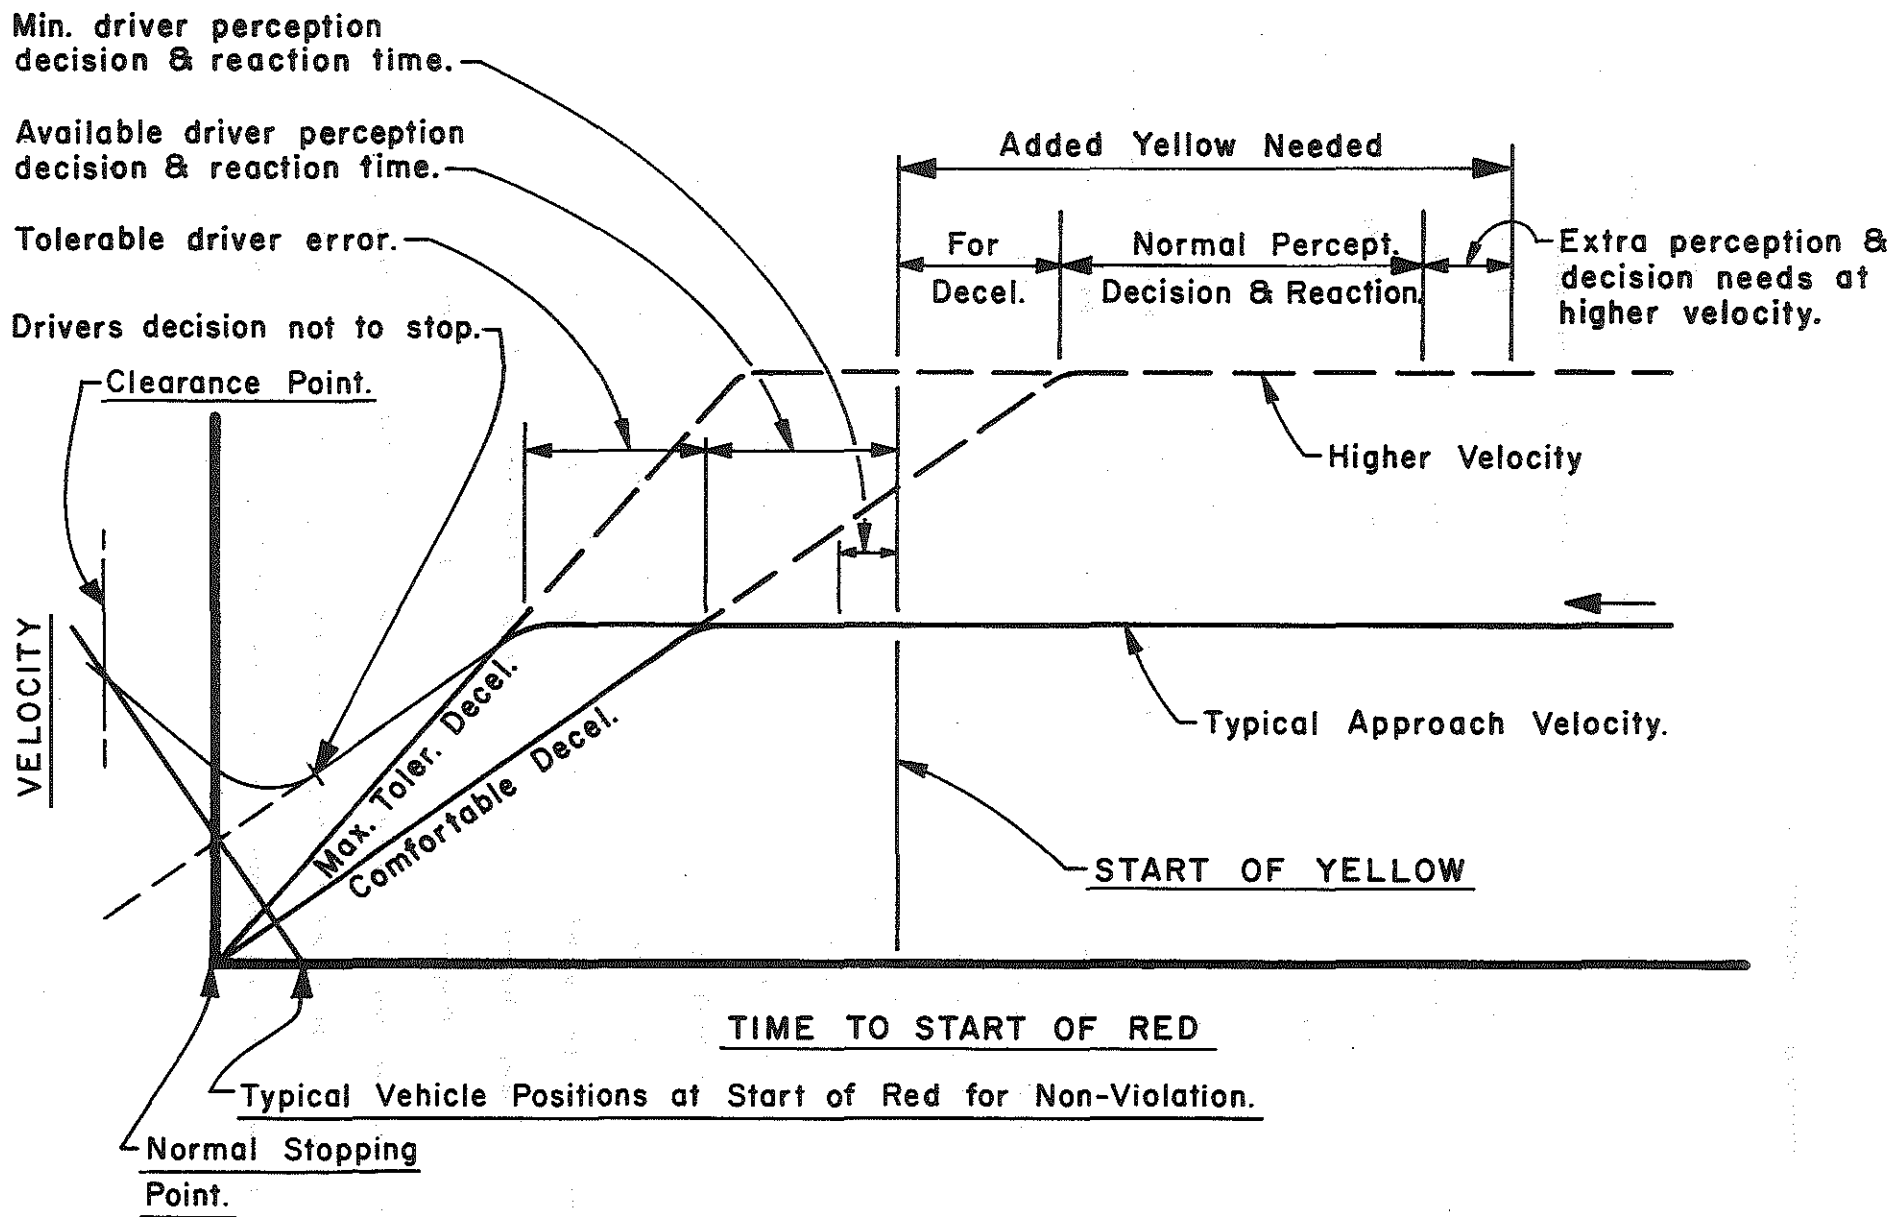 Min. driver perception
decision & reaction time.
Available driver perception
decision & reaction time.
Tolerable driver error.
Drivers decision not to stop.
Clearance Point.
Added Yellow Needed
For
Decel.
Normal Percept.
Decision & Reaction
Extra perception &
decision needs at
higher velocity.
Higher Velocity
VELOCITY
Max. Toler. Decel.
Comfortable Decel.
Typical Approach Velocity.
START OF YELLOW
TIME TO START OF RED
Typical Vehicle Positions at Start of Red for Non-Violation.
Normal Stopping
Point.